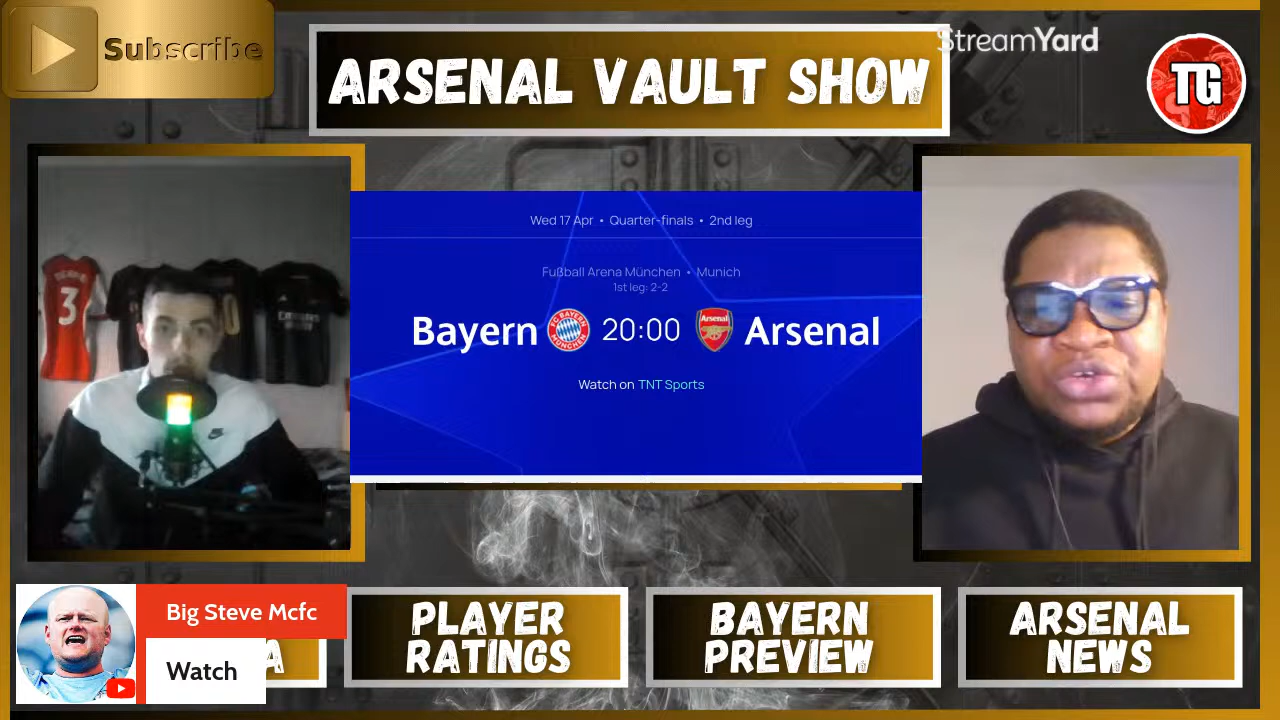 Subscribe
ARSENAL VAULT SHOW
StreamYard
TG
3
Wed 17 Apr • Quarter-finals • 2nd leg
Fußball Arena München • Munich
1st leg: 2-2
Bayern 20:00 Arsenal
Arsenal
Watch on TNT Sports
Big Steve Mcfc
Watch
A
PLAYER
RATINGS
BAYERN
PREVIEW
ARSENAL
NEWS